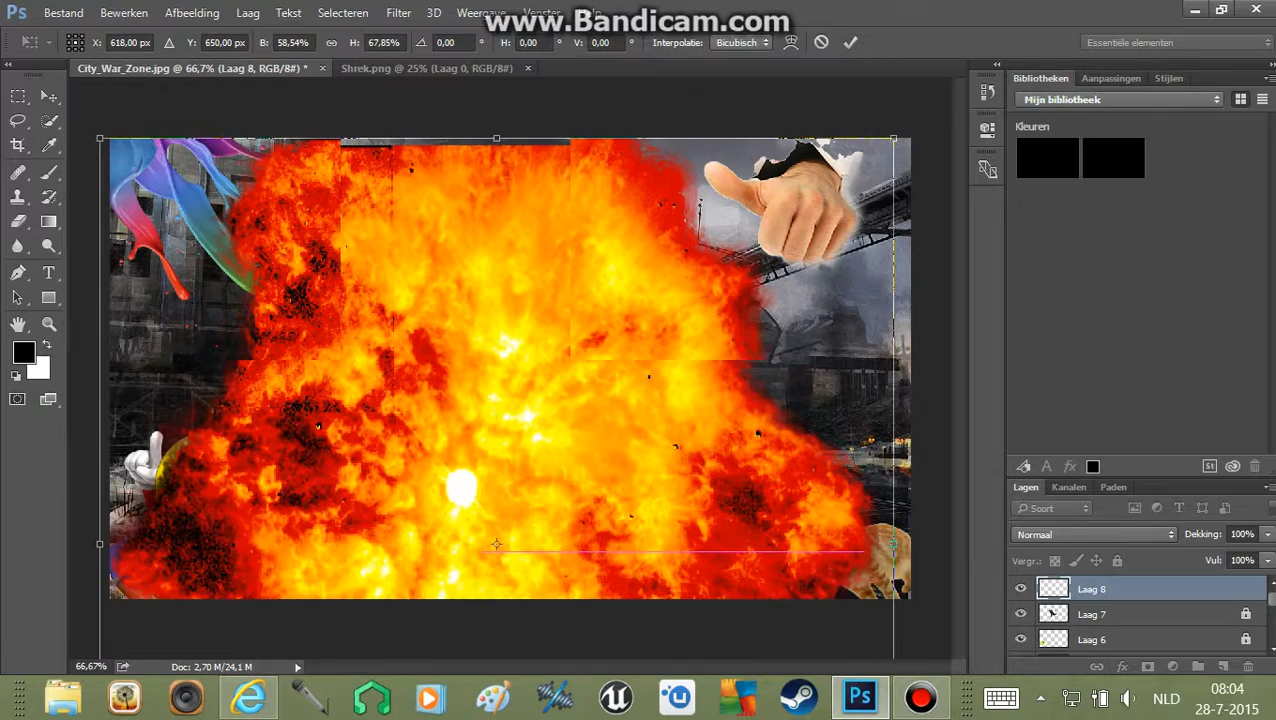 www.Bandicam.com
Ps Bestand Bewerken Afbeelding Laag Tekst Selecteren Filter 3D Weergave
X: 618,00 px Y: 650,00 px B: 58,54% H: 67,85% 0,00 ° H: 0,00 ° V: 0,00 ° Interpolatie: Bicubisch Essentiële elementen
City_War_Zone.jpg @ 66,7% (Laag 8, RGB/8#) * × Shrek.png @ 25% (Laag 0, RGB/8#) ×
Bibliotheken Aanpassingen Stijlen
Mijn bibliotheek
Kleuren
Lagen Kanalen Paden
Soort
Normaal Dekking: 100%
Vergr.: Vul: 100%
Laag 8
Laag 7
Laag 6
66,67% Doc: 2,70 M/24,1 M
NLD
08:04
28-7-2015